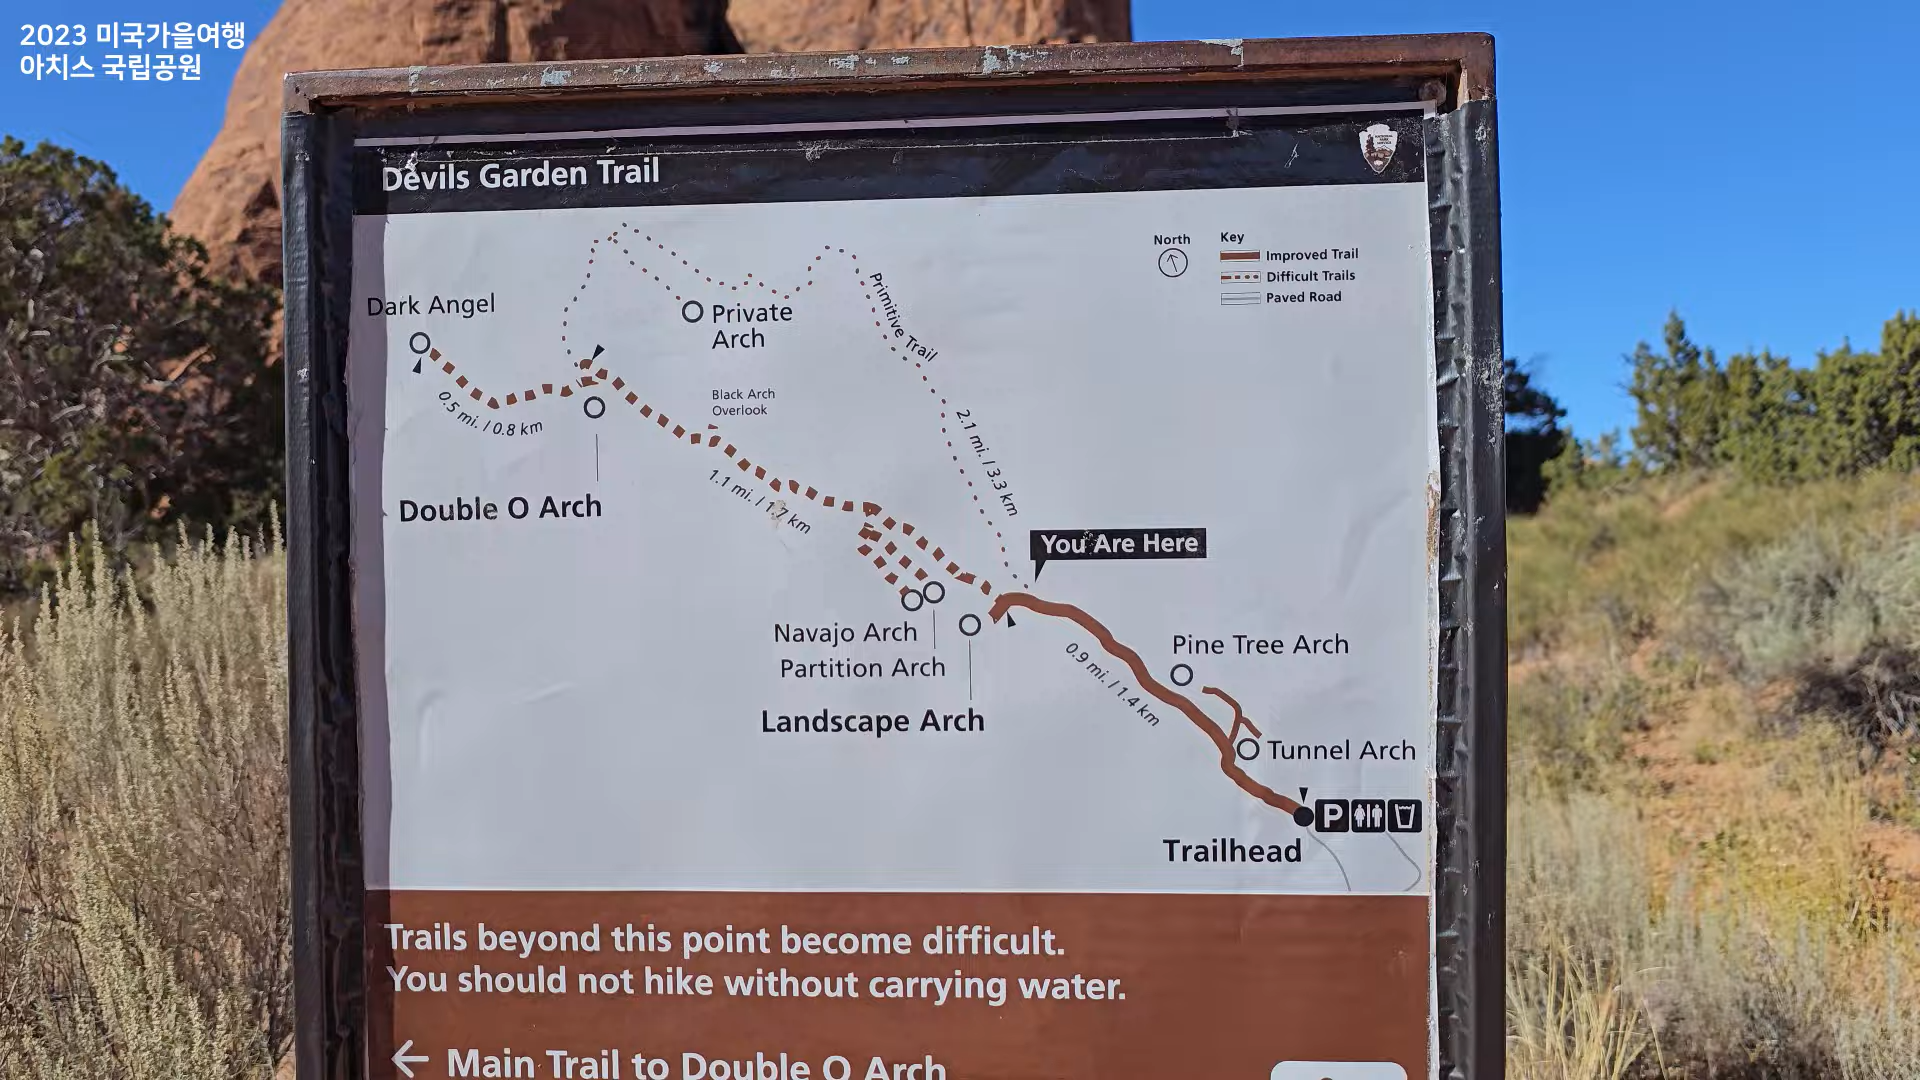 2023 미국가을여행
아치스 국립공원
Devils Garden Trail
North
Key
Improved Trail
Difficult Trails
Paved Road
Dark Angel
Private
Arch
Primitive Trail
0.5 mi. / 0.8 km
Black Arch
Overlook
2.1 mi. / 3.3 km
1.1 mi. / 1.7 km
Double O Arch
You Are Here
Navajo Arch
Partition Arch
Landscape Arch
0.9 mi. / 1.4 km
Pine Tree Arch
Tunnel Arch
P
Trailhead
Trails beyond this point become difficult.
You should not hike without carrying water.
← Main Trail to Double O Arch